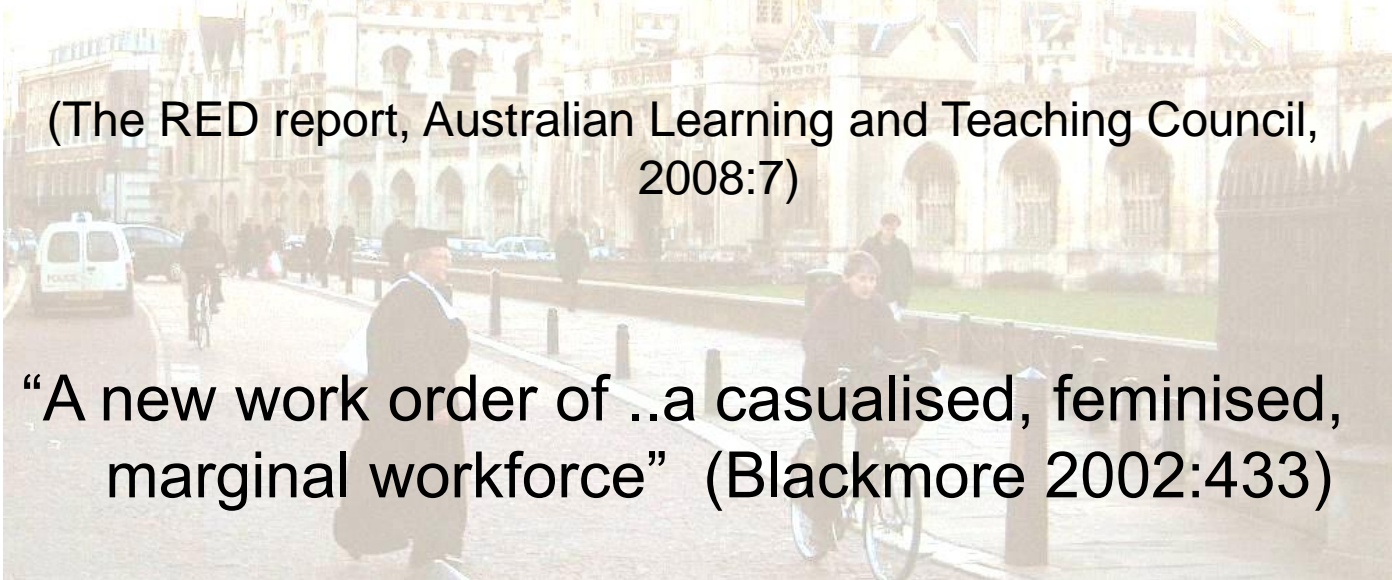 (The RED report, Australian Learning and Teaching Council,
2008:7)
POLICE
“A new work order of ..a casualised, feminised,
marginal workforce” (Blackmore 2002:433)